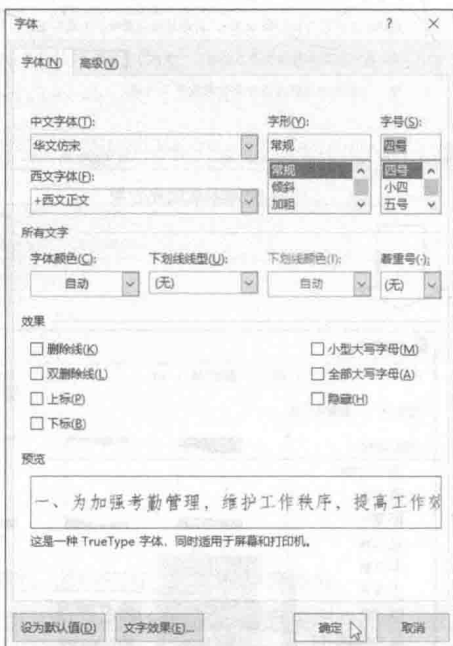 字体 ? ×
字体(N) 高级(V)
中文字体(T): 字形(Y): 字号(S):
华文仿宋 常规 四号
常规 四号
西文字体(F): 倾斜 小四
+西文正文 加粗 五号
所有文字
字体颜色(C): 下划线线型(U): 下划线颜色(I): 着重号(·):
自动 (无) 自动 (无)
效果
删除线(K) 小型大写字母(M)
双删除线(L) 全部大写字母(A)
上标(P) 隐藏(H)
下标(B)
预览
一、为加强考勤管理，维护工作秩序，提高工作效
这是一种 TrueType 字体，同时适用于屏幕和打印机。
设为默认值(D) 文字效果(E)... 确定 取消